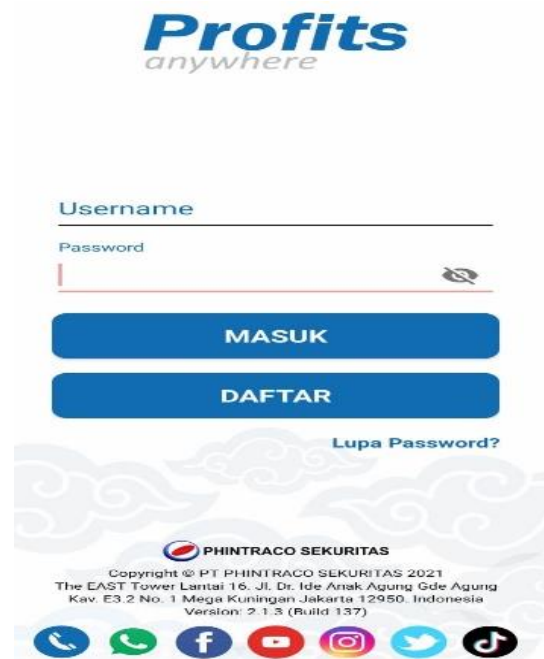 Profits
anywhere
Username
Password
MASUK
DAFTAR
Lupa Password?
PHINTRACO SEKURITAS
Copyright © PT PHINTRACO SEKURITAS 2021
The EAST Tower Lantai 16. Jl. Dr. Ide Anak Agung Gde Agung
Kav. E3.2 No. 1 Mega Kuningan Jakarta 12950. Indonesia
Version: 2.1.3 (Build 137)